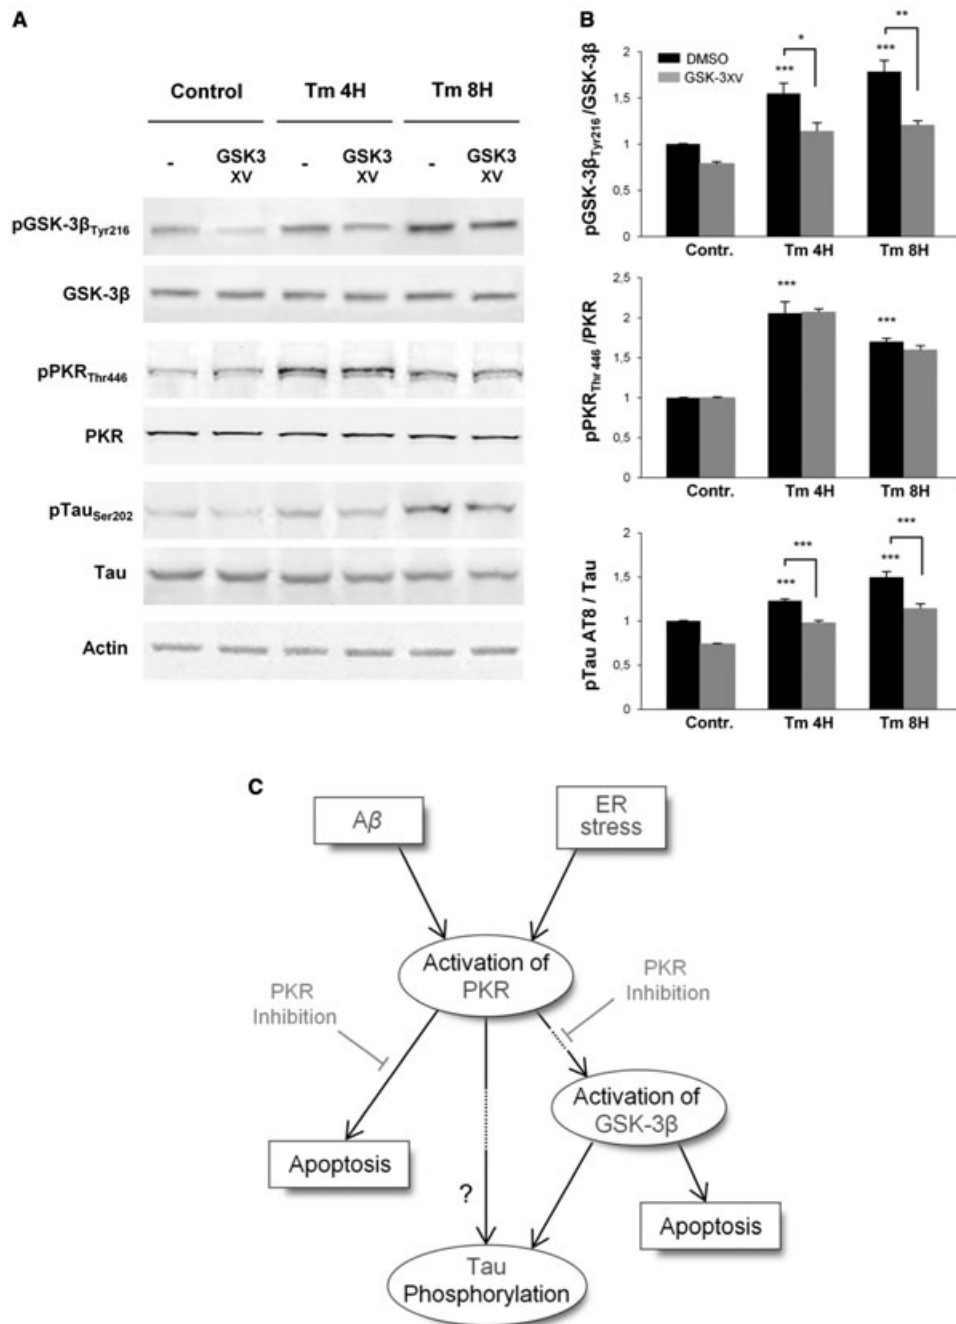 A
Control
Tm 4H
Tm 8H
-
GSK3
XV
-
GSK3
XV
-
GSK3
XV
pGSK-3βTyr216
GSK-3β
pPKRThr446
PKR
pTauSer202
Tau
Actin
B
pGSK-3βTyr216/GSK-3β
2
1,5
1
0,5
0
DMSO
GSK-3XV
***
*
***
**
Contr.
Tm 4H
Tm 8H
pPKRThr 446/PKR
2,5
2
1,5
1
0,5
0
***
***
Contr.
Tm 4H
Tm 8H
pTau AT8 / Tau
2
1,5
1
0,5
0
***
***
***
***
Contr.
Tm 4H
Tm 8H
C
Aβ
ER
stress
Activation of
PKR
PKR
Inhibition
PKR
Inhibition
Activation of
GSK-3β
Apoptosis
?
Apoptosis
Tau
Phosphorylation